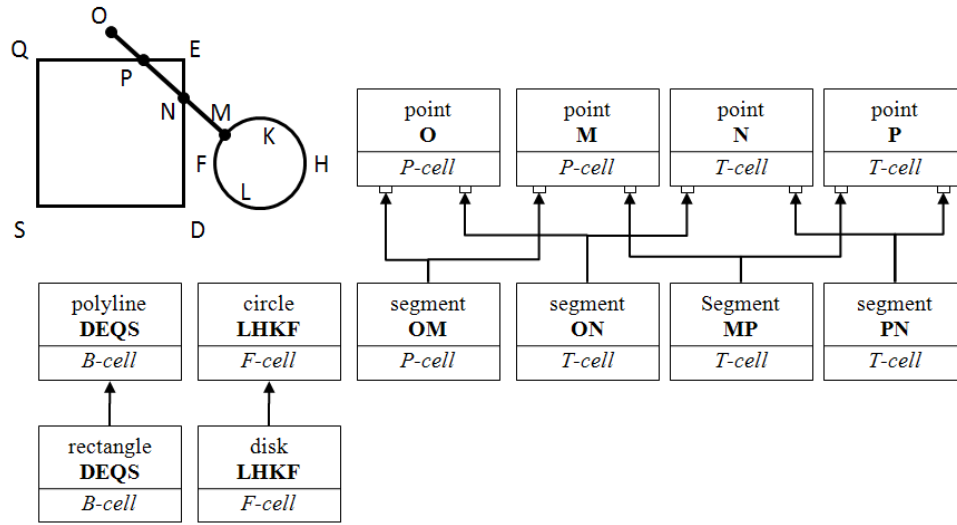 O
Q
E
P
N
M
K
F
H
L
S
D
point
O
P-cell
point
M
P-cell
point
N
T-cell
point
P
T-cell
polyline
DEQS
B-cell
circle
LHKF
F-cell
segment
OM
P-cell
segment
ON
T-cell
Segment
MP
T-cell
segment
PN
T-cell
rectangle
DEQS
B-cell
disk
LHKF
F-cell